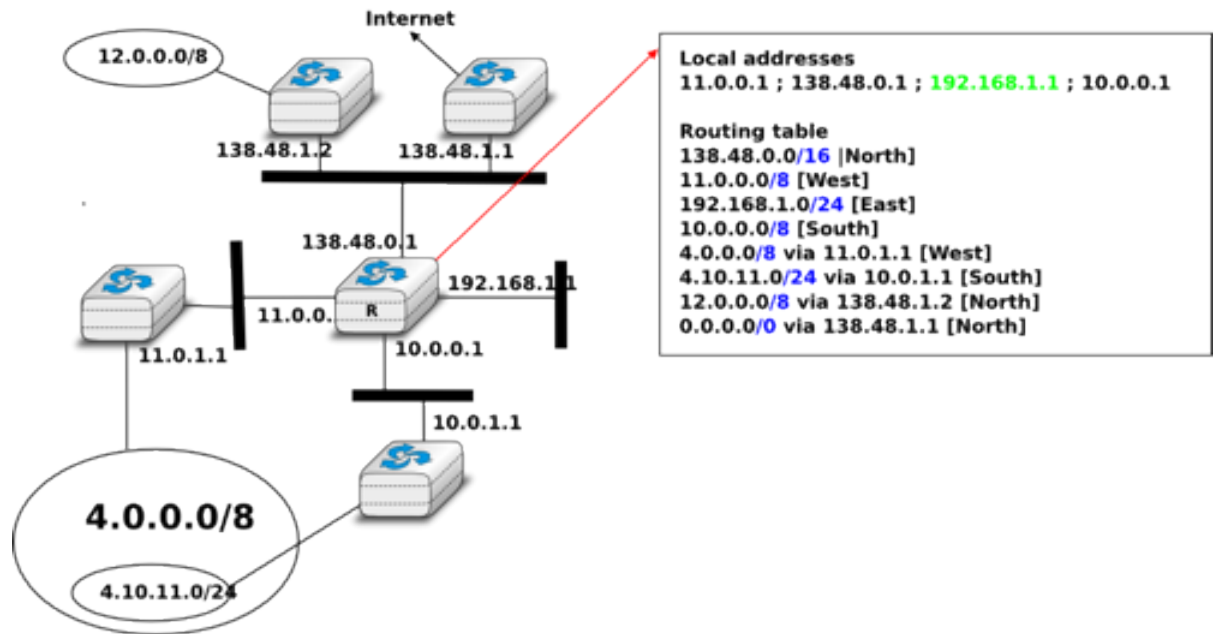 Internet
12.0.0.0/8
138.48.1.2
138.48.1.1
138.48.0.1
192.168.1.1
11.0.0.
R
11.0.1.1
10.0.0.1
10.0.1.1
4.0.0.0/8
4.10.11.0/24
Local addresses
11.0.0.1 ; 138.48.0.1 ; 192.168.1.1 ; 10.0.0.1
Routing table
138.48.0.0/16 |North]
11.0.0.0/8 [West]
192.168.1.0/24 [East]
10.0.0.0/8 [South]
4.0.0.0/8 via 11.0.1.1 [West]
4.10.11.0/24 via 10.0.1.1 [South]
12.0.0.0/8 via 138.48.1.2 [North]
0.0.0.0/0 via 138.48.1.1 [North]